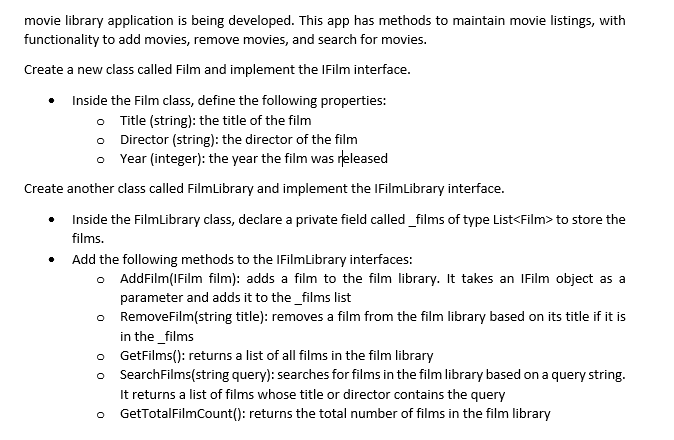 movie library application is being developed. This app has methods to maintain movie listings, with
functionality to add movies, remove movies, and search for movies.
Create a new class called Film and implement the IFilm interface.
• Inside the Film class, define the following properties:
o Title (string): the title of the film
o Director (string): the director of the film
o Year (integer): the year the film was released
Create another class called FilmLibrary and implement the IFilmLibrary interface.
• Inside the FilmLibrary class, declare a private field called _films of type List<Film> to store the
films.
• Add the following methods to the IFilmLibrary interfaces:
o AddFilm(IFilm film): adds a film to the film library. It takes an IFilm object as a
parameter and adds it to the _films list
o RemoveFilm(string title): removes a film from the film library based on its title if it is
in the _films
o GetFilms(): returns a list of all films in the film library
o SearchFilms(string query): searches for films in the film library based on a query string.
It returns a list of films whose title or director contains the query
o GetTotalFilmCount(): returns the total number of films in the film library